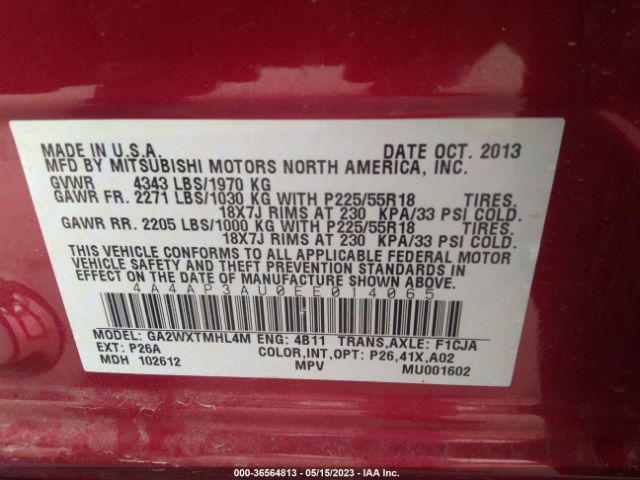 MADE IN U.S.A. DATE OCT. 2013
MFD BY MITSUBISHI MOTORS NORTH AMERICA, INC.
GVWR 4343 LBS/1970 KG
GAWR FR. 2271 LBS/1030 KG WITH P225/55R18 TIRES.
18X7J RIMS AT 230 KPA/33 PSI COLD.
GAWR RR. 2205 LBS/1000 KG WITH P225/55R18 TIRES.
18X7J RIMS AT 230 KPA/33 PSI COLD.
THIS VEHICLE CONFORMS TO ALL APPLICABLE FEDERAL MOTOR
VEHICLE SAFETY AND THEFT PREVENTION STANDARDS IN
EFFECT ON THE DATE OF MANUFACTURE SHOWN ABOVE.
4A4AP3AU0EE014065
MODEL: GA2WXTMHL4M ENG: 4B11 TRANS,AXLE: F1CJA
EXT: P26A COLOR,INT,OPT: P26,41X,A02
MDH 102612 MPV MU001602
000-36564813 - 05/15/2023 - IAA Inc.